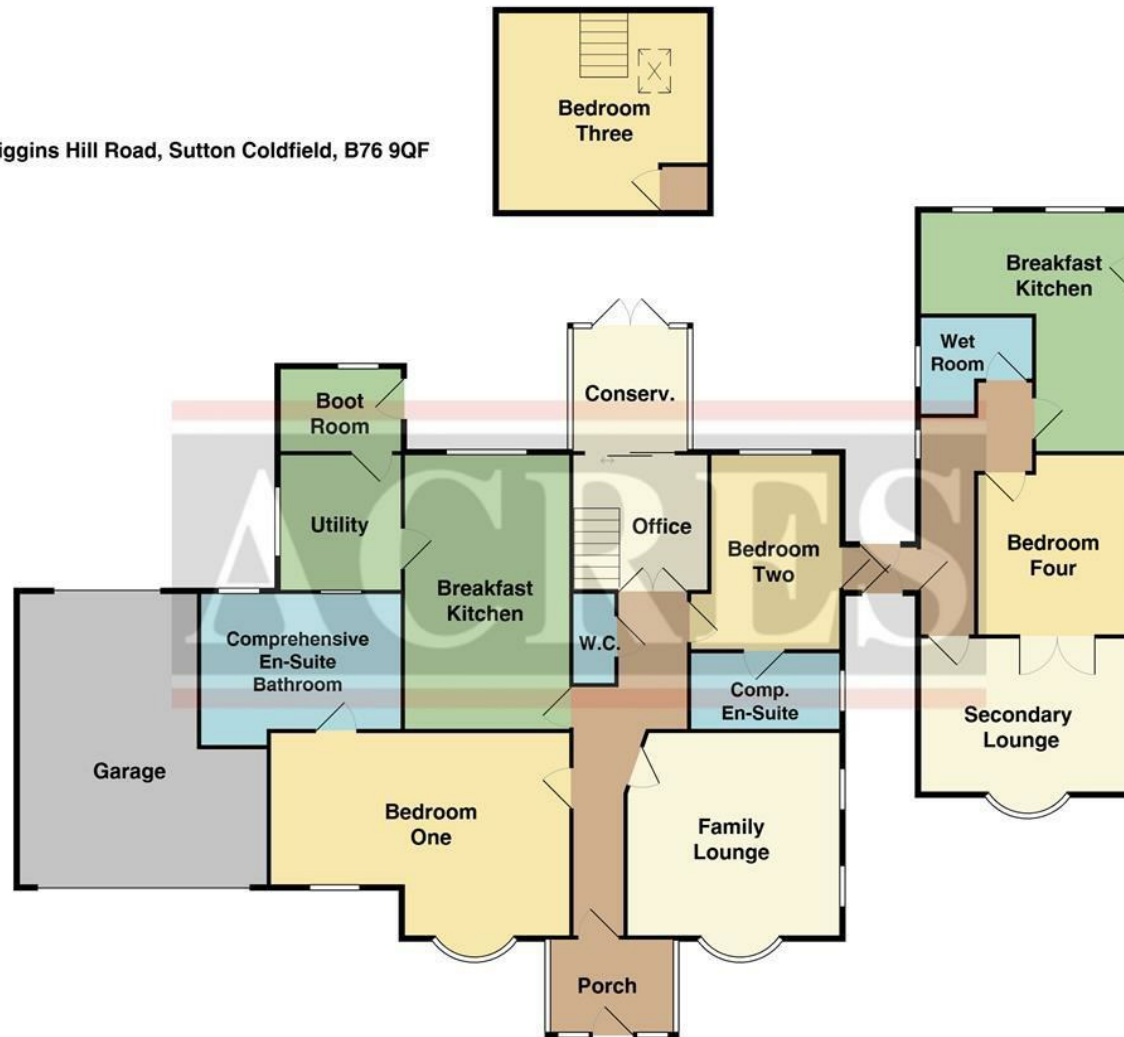 Bedroom
Three
iggins Hill Road, Sutton Coldfield, B76 9QF
Breakfast
Kitchen
Wet
Room
Conserv.
Boot
Room
ACRES
Utility
Office
Bedroom
Two
Bedroom
Four
Breakfast
Kitchen
Comprehensive
En-Suite
Bathroom
W.C.
Comp.
En-Suite
Secondary
Lounge
Garage
Bedroom
One
Family
Lounge
Porch